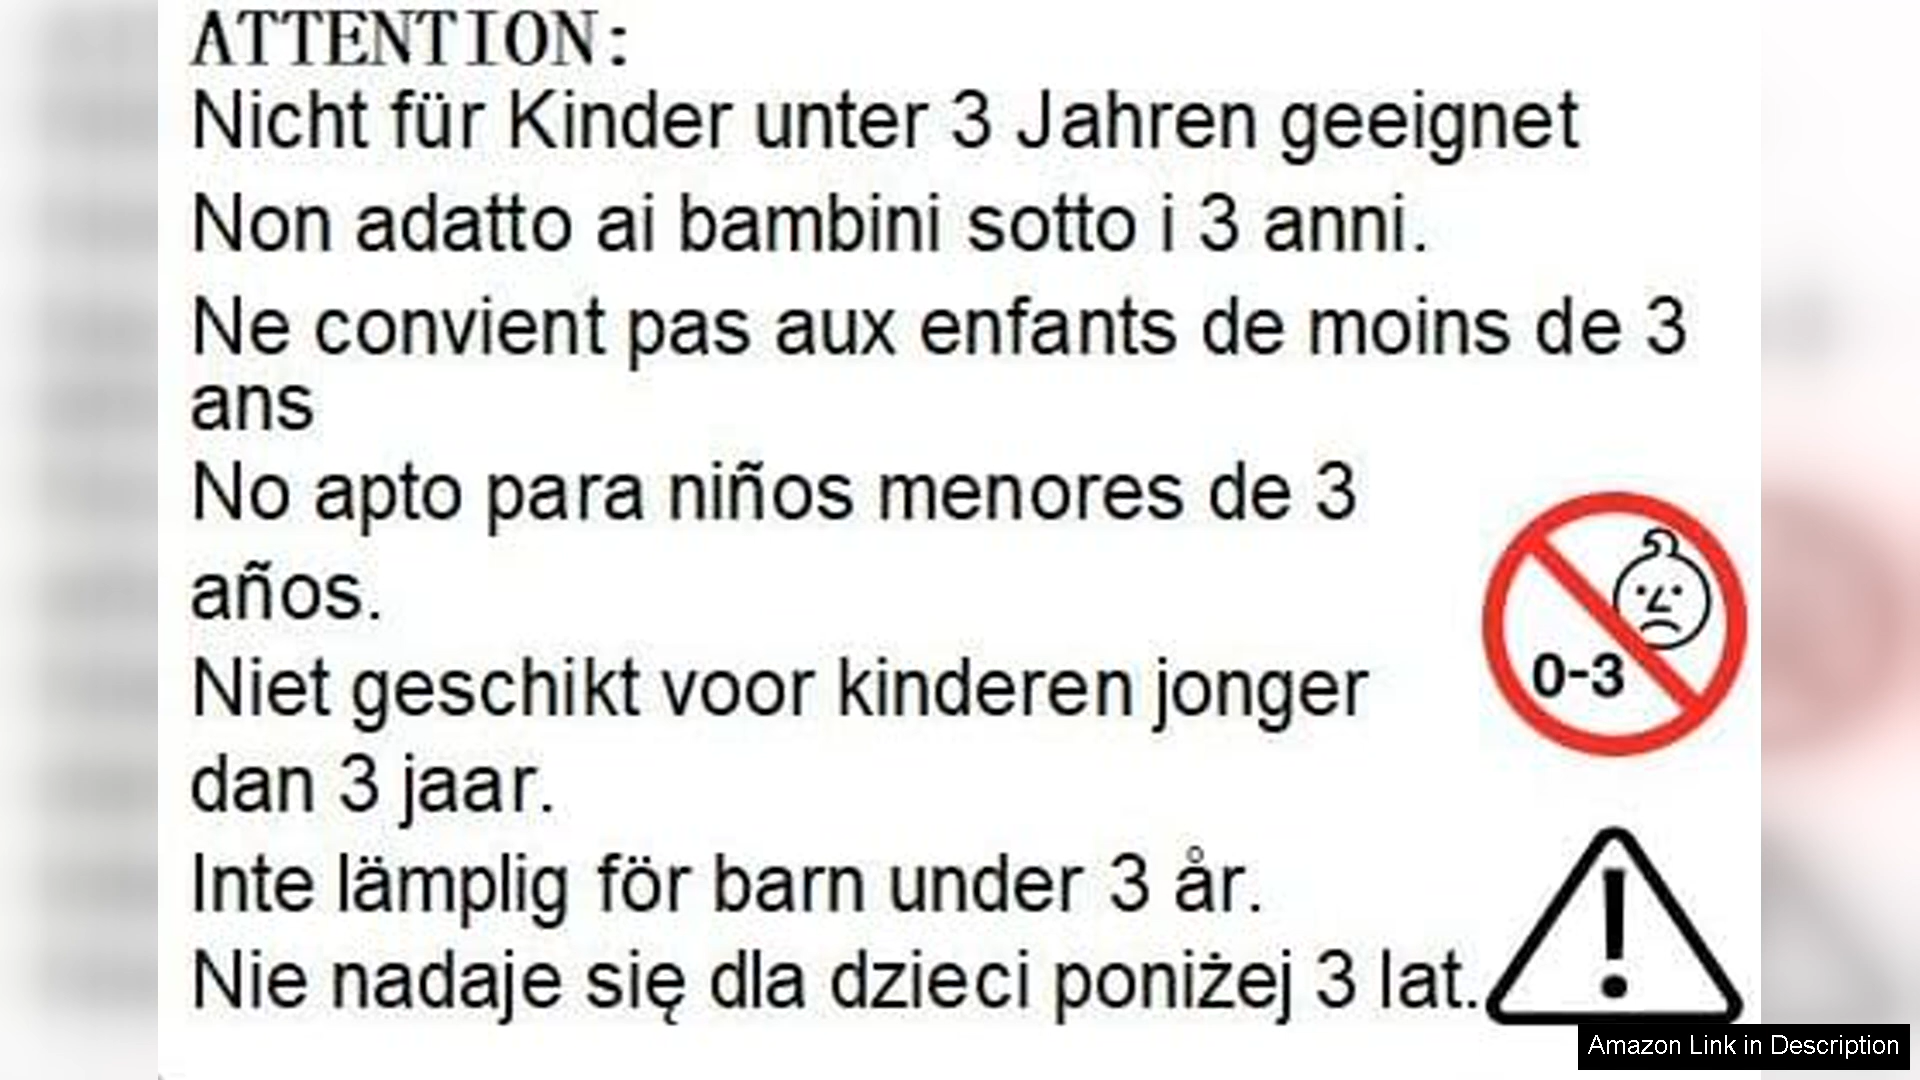 ATTENTION:
Nicht für Kinder unter 3 Jahren geeignet
Non adatto ai bambini sotto i 3 anni.
Ne convient pas aux enfants de moins de 3
ans
No apto para niños menores de 3
años.
Niet geschikt voor kinderen jonger
dan 3 jaar.
Inte lämplig för barn under 3 år.
Nie nadaje się dla dzieci poniżej 3 lat.
0-3
!
Amazon Link in Description